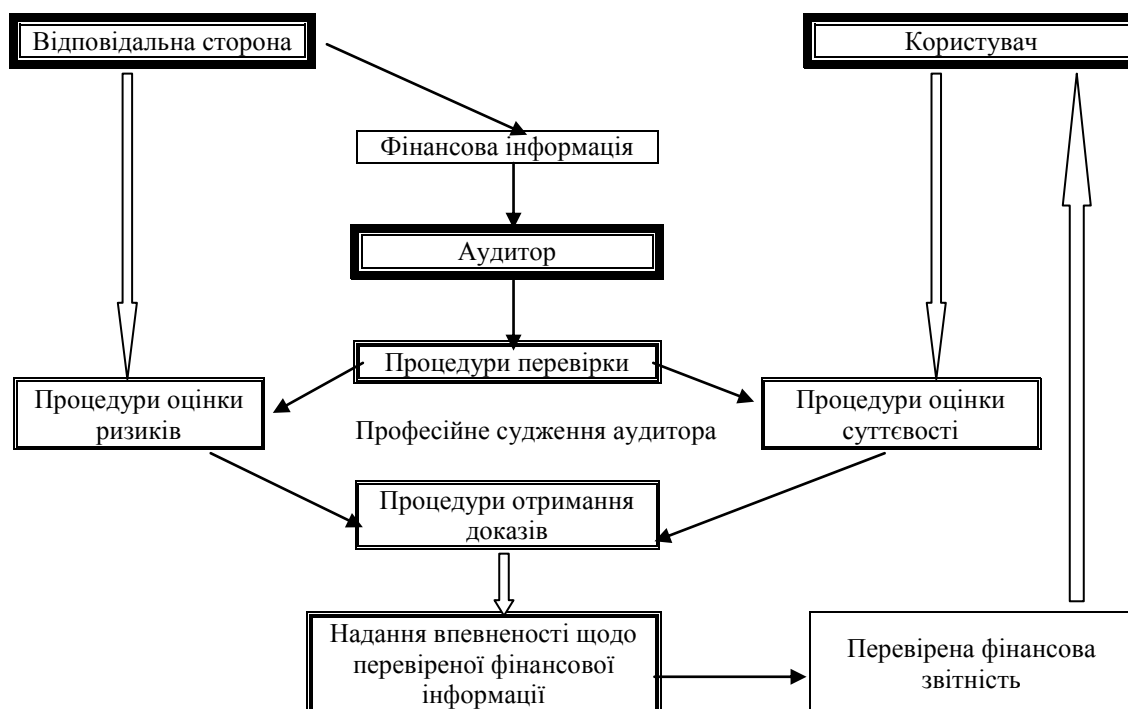 Відповідальна сторона
Користувач
Фінансова інформація
Аудитор
Процедури перевірки
Процедури оцінки
ризиків
Професійне судження аудитора
Процедури оцінки
суттєвості
Процедури отримання
доказів
Надання впевненості щодо
перевіреної фінансової
інформації
Перевірена фінансова
звітність